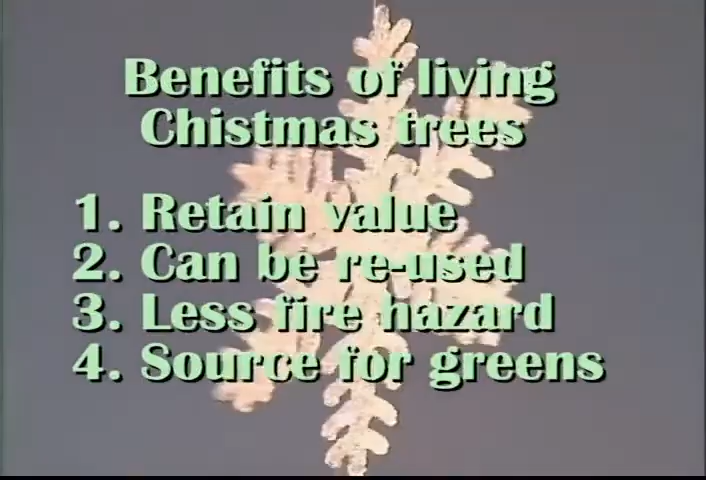 Benefits of living
Chistmas trees
1. Retain value
2. Can be re-used
3. Less fire hazard
4. Source for greens